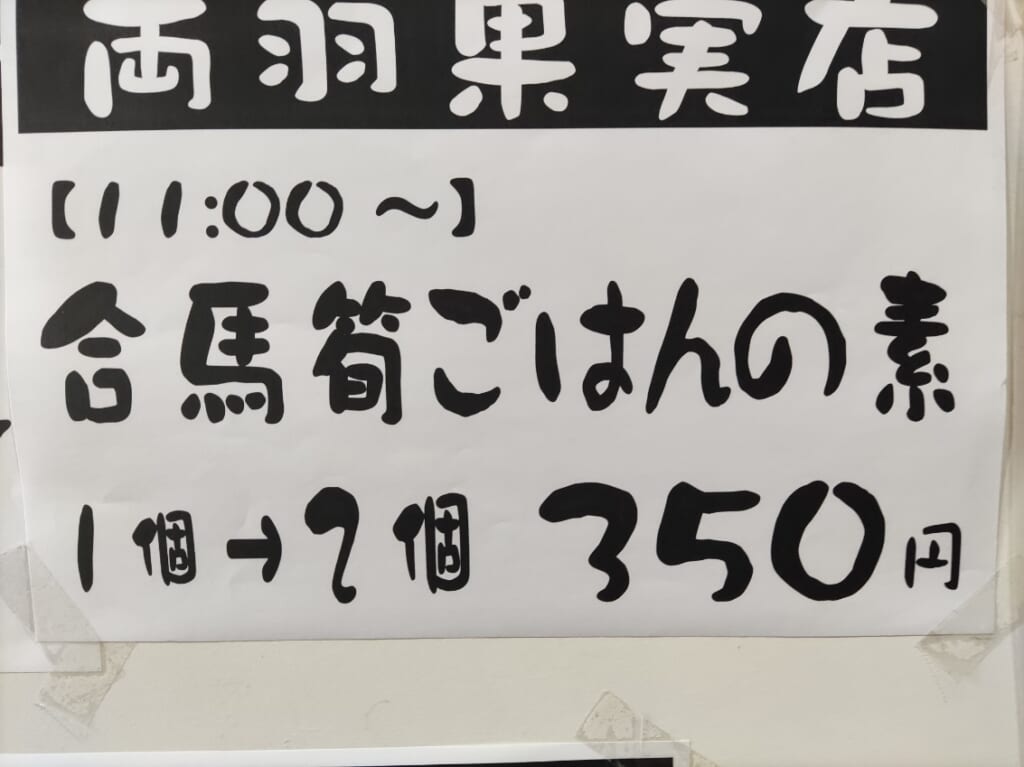 両羽果実店
【11:00～】
合馬筍ごはんの素
1個→2個 350円